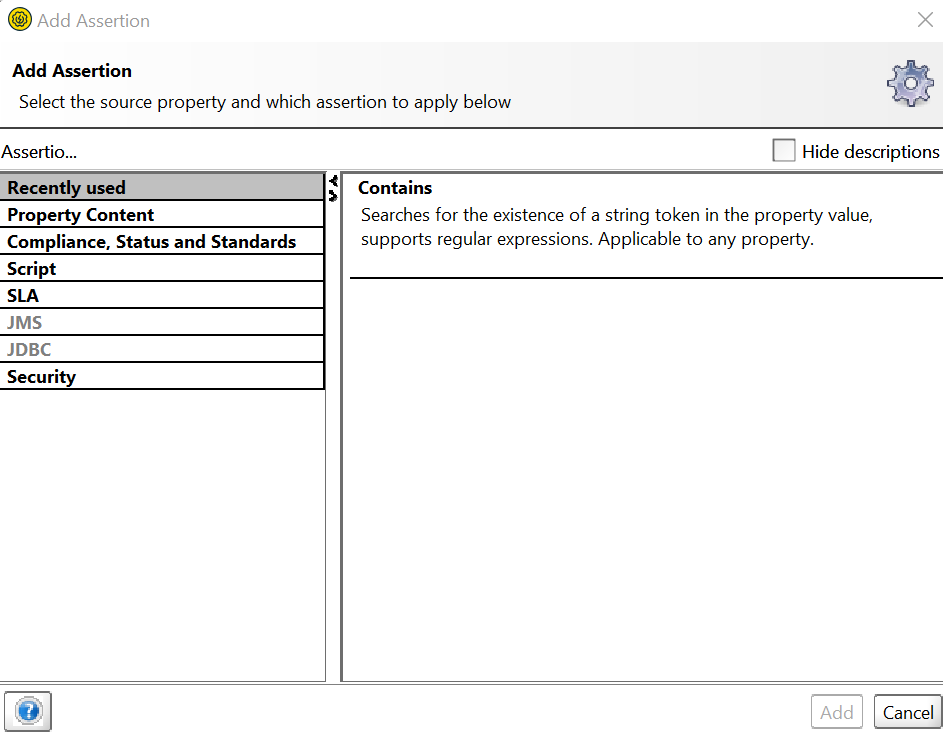 Add Assertion
Add Assertion
Select the source property and which assertion to apply below
Assertio...
Hide descriptions
Recently used
Property Content
Compliance, Status and Standards
Script
SLA
JMS
JDBC
Security
Contains
Searches for the existence of a string token in the property value,
supports regular expressions. Applicable to any property.
?
Add
Cancel